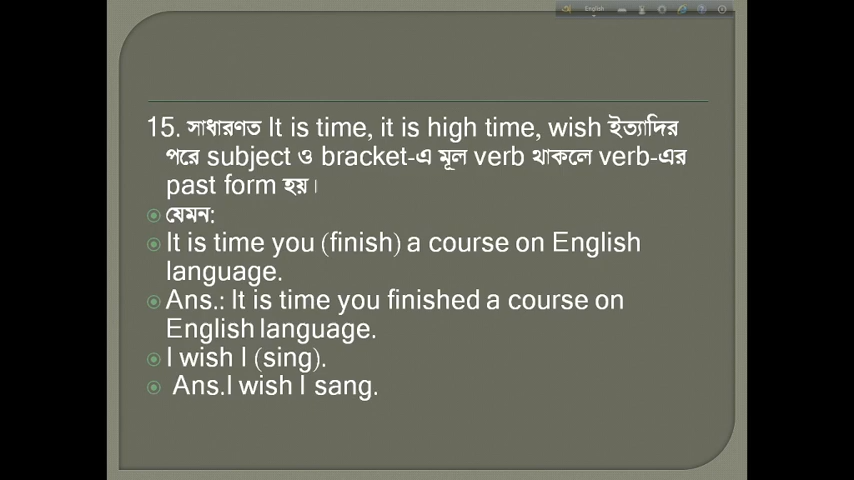 English
15. সাধারণত It is time, it is high time, wish ইত্যাদির
পরে subject ও bracket-এ মূল verb থাকলে verb-এর
past form হয়।
যেমন:
It is time you (finish) a course on English
language.
Ans.: It is time you finished a course on
English language.
I wish I (sing).
Ans.I wish I sang.